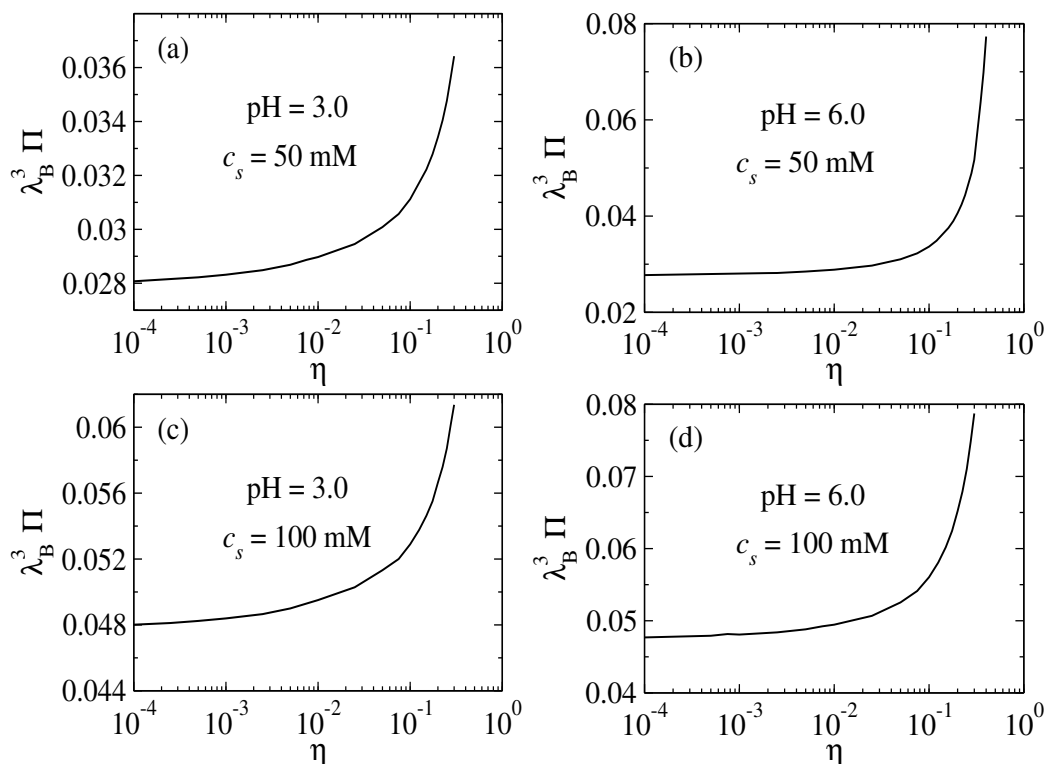 (a)
pH = 3.0
c_s = 50 mM
λ_B^3 Π
0.036
0.034
0.032
0.03
0.028
10^-4
10^-3
10^-2
10^-1
10^0
η
(b)
pH = 6.0
c_s = 50 mM
λ_B^3 Π
0.08
0.06
0.04
0.02
10^-4
10^-3
10^-2
10^-1
10^0
η
(c)
pH = 3.0
c_s = 100 mM
λ_B^3 Π
0.06
0.056
0.052
0.048
0.044
10^-4
10^-3
10^-2
10^-1
10^0
η
(d)
pH = 6.0
c_s = 100 mM
λ_B^3 Π
0.08
0.07
0.06
0.05
0.04
10^-4
10^-3
10^-2
10^-1
10^0
η